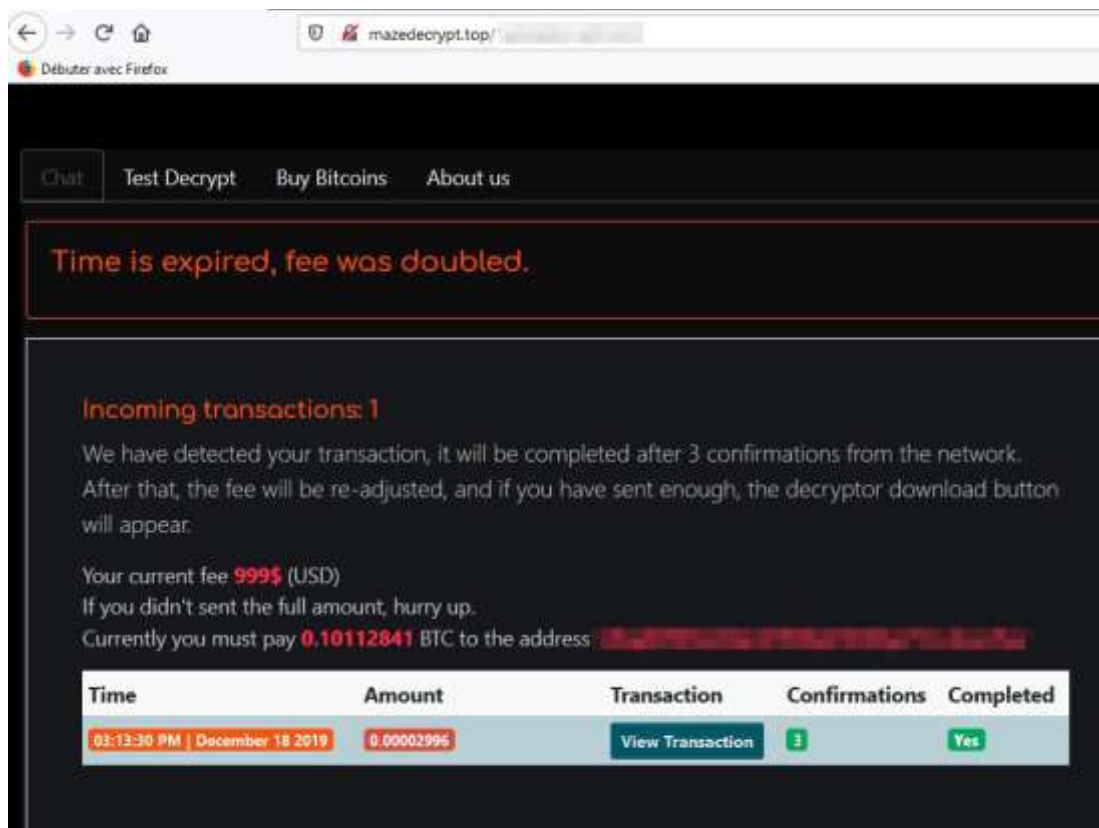 mazedecrypt.top/
Débuter avec Firefox
Chat Test Decrypt Buy Bitcoins About us
Time is expired, fee was doubled.
Incoming transactions: 1
We have detected your transaction, it will be completed after 3 confirmations from the network.
After that, the fee will be re-adjusted, and if you have sent enough, the decryptor download button
will appear.
Your current fee 999$ (USD)
If you didn't sent the full amount, hurry up.
Currently you must pay 0.10112841 BTC to the address
Time Amount Transaction Confirmations Completed
03:13:30 PM | December 18 2019 0.00002996 View Transaction 3 Yes